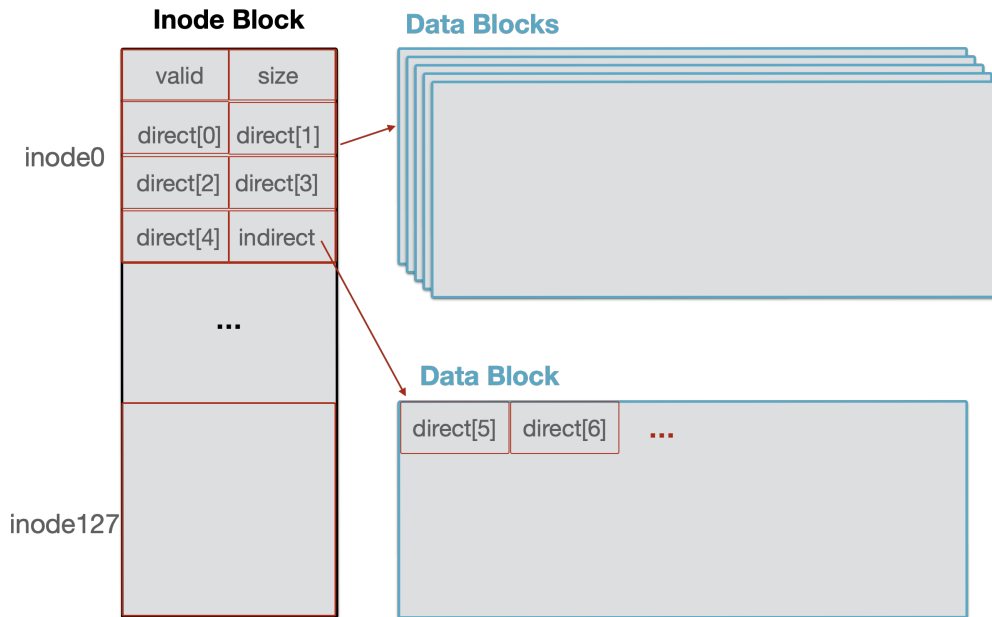 Inode Block
valid size
direct[0] direct[1]
inode0
direct[2] direct[3]
direct[4] indirect
...
inode127
Data Blocks
Data Block
direct[5] direct[6] ...